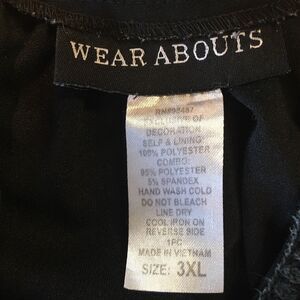 WEAR ABOUTS
EXCLUSIVE OF
DECORATION
SELF & LINING:
100% POLYESTER
COMBO:
95% POLYESTER
5% SPANDEX
HAND WASH COLD
DO NOT BLEACH
LINE DRY
COOL IRON ON
REVERSE SIDE
1PC
MADE IN VIETNAM
SIZE: 3XL